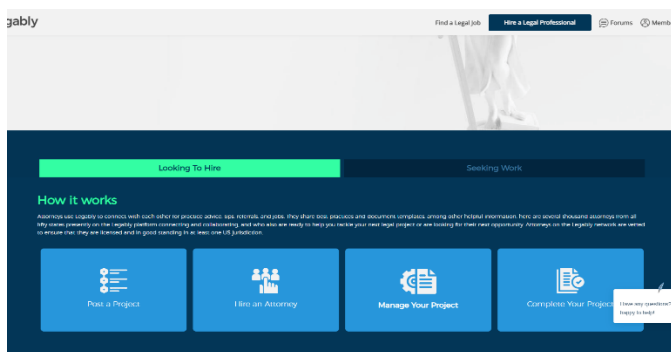 gably
Find a Legal Job
Hire a Legal Professional
Forums
Memb
Looking To Hire
Seeking Work
How it works
Attorneys use Legably to connect with each other for practice advice, tips, referrals, and jobs. They share best practices and document templates, among other helpful information. There are several thousand attorneys from all
fifty states presently on the Legably platform connecting and collaborating, and who also are ready to help you tackle your next legal project or are looking for their next opportunity. Attorneys on the Legably network are vetted
to ensure that they are licensed and in good standing in at least one US jurisdiction.
Post a Project
Hire an Attorney
Manage Your Project
Complete Your Projec
Have any questions?
happy to help!